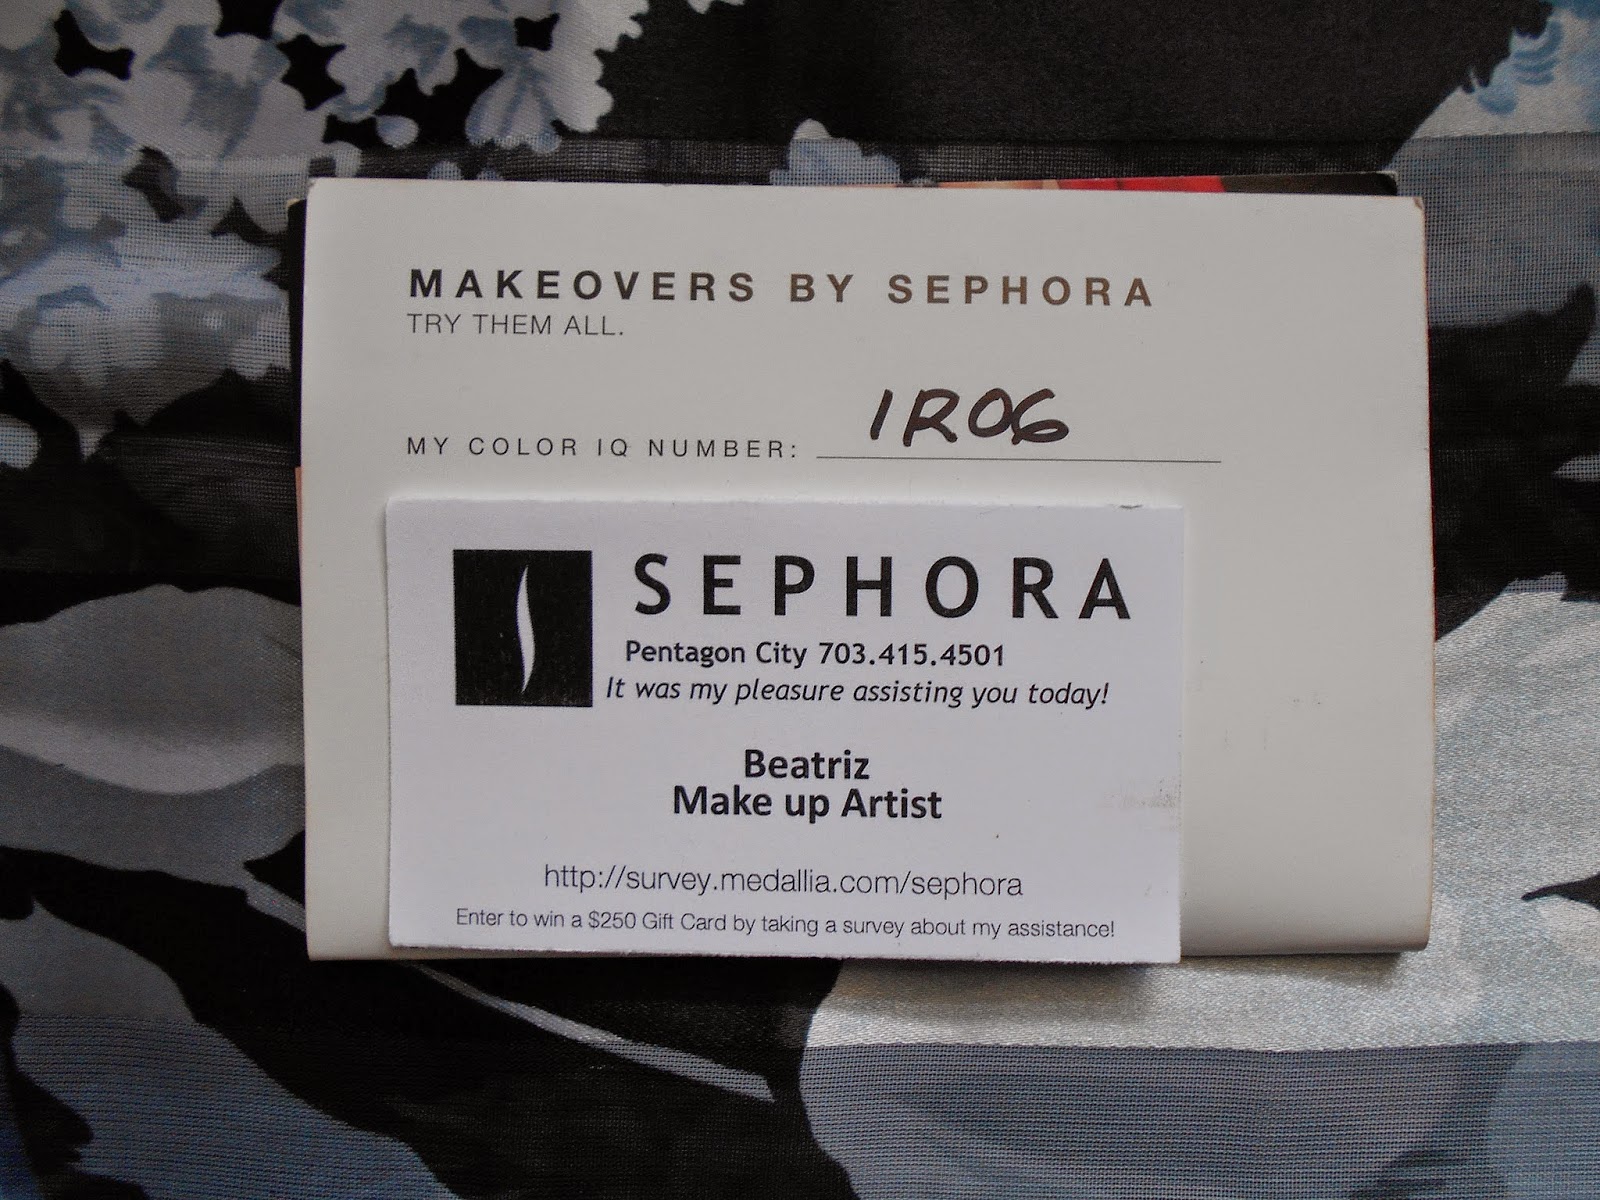 MAKEOVERS BY SEPHORA
TRY THEM ALL.
MY COLOR IQ NUMBER: 1R06
SEPHORA
Pentagon City 703.415.4501
It was my pleasure assisting you today!
Beatriz
Make up Artist
http://survey.medallia.com/sephora
Enter to win a $250 Gift Card by taking a survey about my assistance!